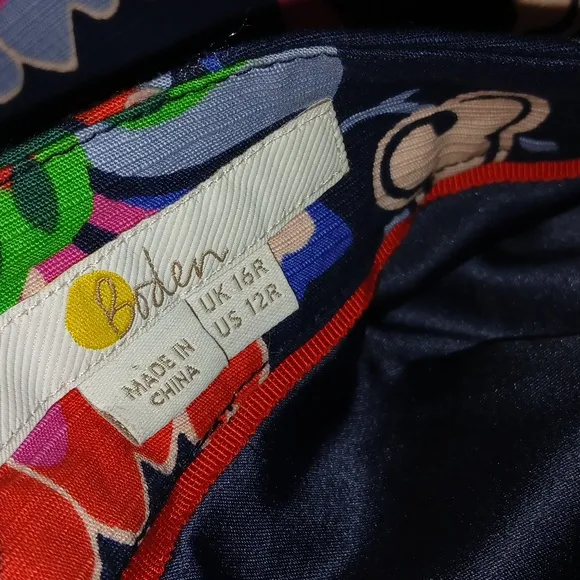 Boden
UK 16R
US 12R
MADE IN
CHINA